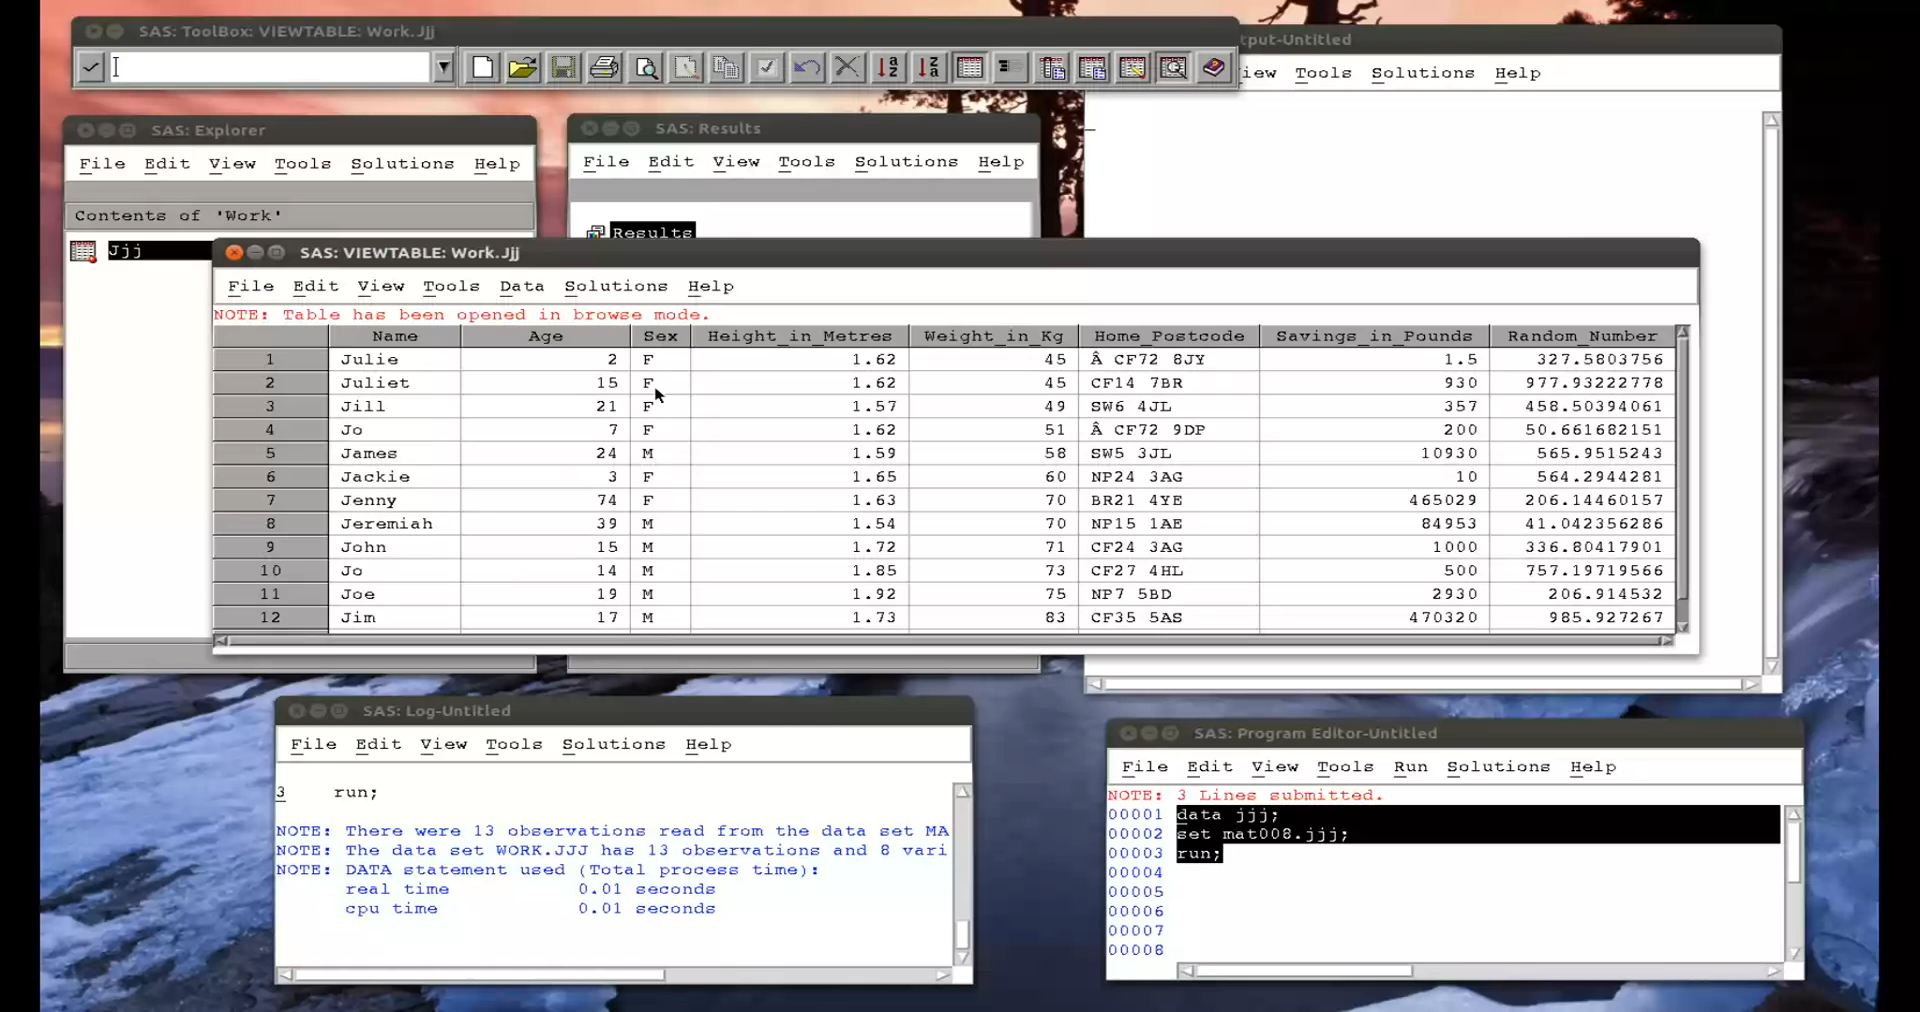 SAS: ToolBox: VIEWTABLE: Work.Jjj
tput-Untitled
iew Tools Solutions Help
SAS: Explorer
File Edit View Tools Solutions Help
Contents of 'Work'
Jjj
SAS: Results
File Edit View Tools Solutions Help
Results
SAS: VIEWTABLE: Work.Jjj
File Edit View Tools Data Solutions Help
NOTE: Table has been opened in browse mode.
Name Age Sex Height_in_Metres Weight_in_Kg Home_Postcode Savings_in_Pounds Random_Number
1 Julie 2 F 1.62 45 Â CF72 8JY 1.5 327.5803756
2 Juliet 15 F 1.62 45 CF14 7BR 930 977.93222778
3 Jill 21 F 1.57 49 SW6 4JL 357 458.50394061
4 Jo 7 F 1.62 51 Â CF72 9DP 200 50.661682151
5 James 24 M 1.59 58 SW5 3JL 10930 565.9515243
6 Jackie 3 F 1.65 60 NP24 3AG 10 564.2944281
7 Jenny 74 F 1.63 70 BR21 4YE 465029 206.14460157
8 Jeremiah 39 M 1.54 70 NP15 1AE 84953 41.042356286
9 John 15 M 1.72 71 CF24 3AG 1000 336.80417901
10 Jo 14 M 1.85 73 CF27 4HL 500 757.19719566
11 Joe 19 M 1.92 75 NP7 5BD 2930 206.914532
12 Jim 17 M 1.73 83 CF35 5AS 470320 985.927267
SAS: Log-Untitled
File Edit View Tools Solutions Help
3 run;
NOTE: There were 13 observations read from the data set MA
NOTE: The data set WORK.JJJ has 13 observations and 8 vari
NOTE: DATA statement used (Total process time):
real time 0.01 seconds
cpu time 0.01 seconds
SAS: Program Editor-Untitled
File Edit View Tools Run Solutions Help
NOTE: 3 Lines submitted.
00001 data jjj;
00002 set mat008.jjj;
00003 run;
00004
00005
00006
00007
00008